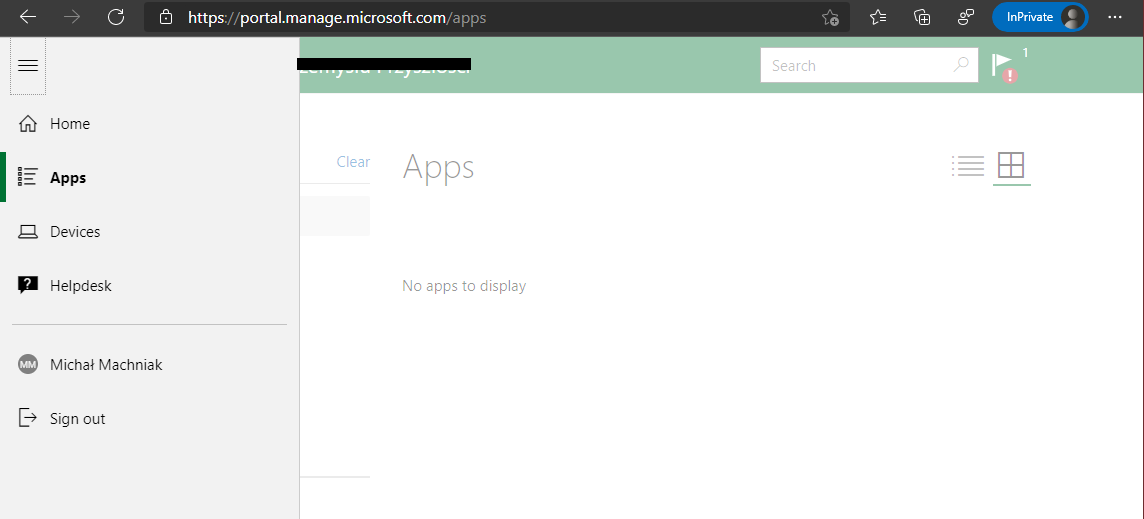 https://portal.manage.microsoft.com/apps
InPrivate
Search
1
Home
Clear
Apps
Apps
Devices
Helpdesk
No apps to display
MM
Michał Machniak
Sign out